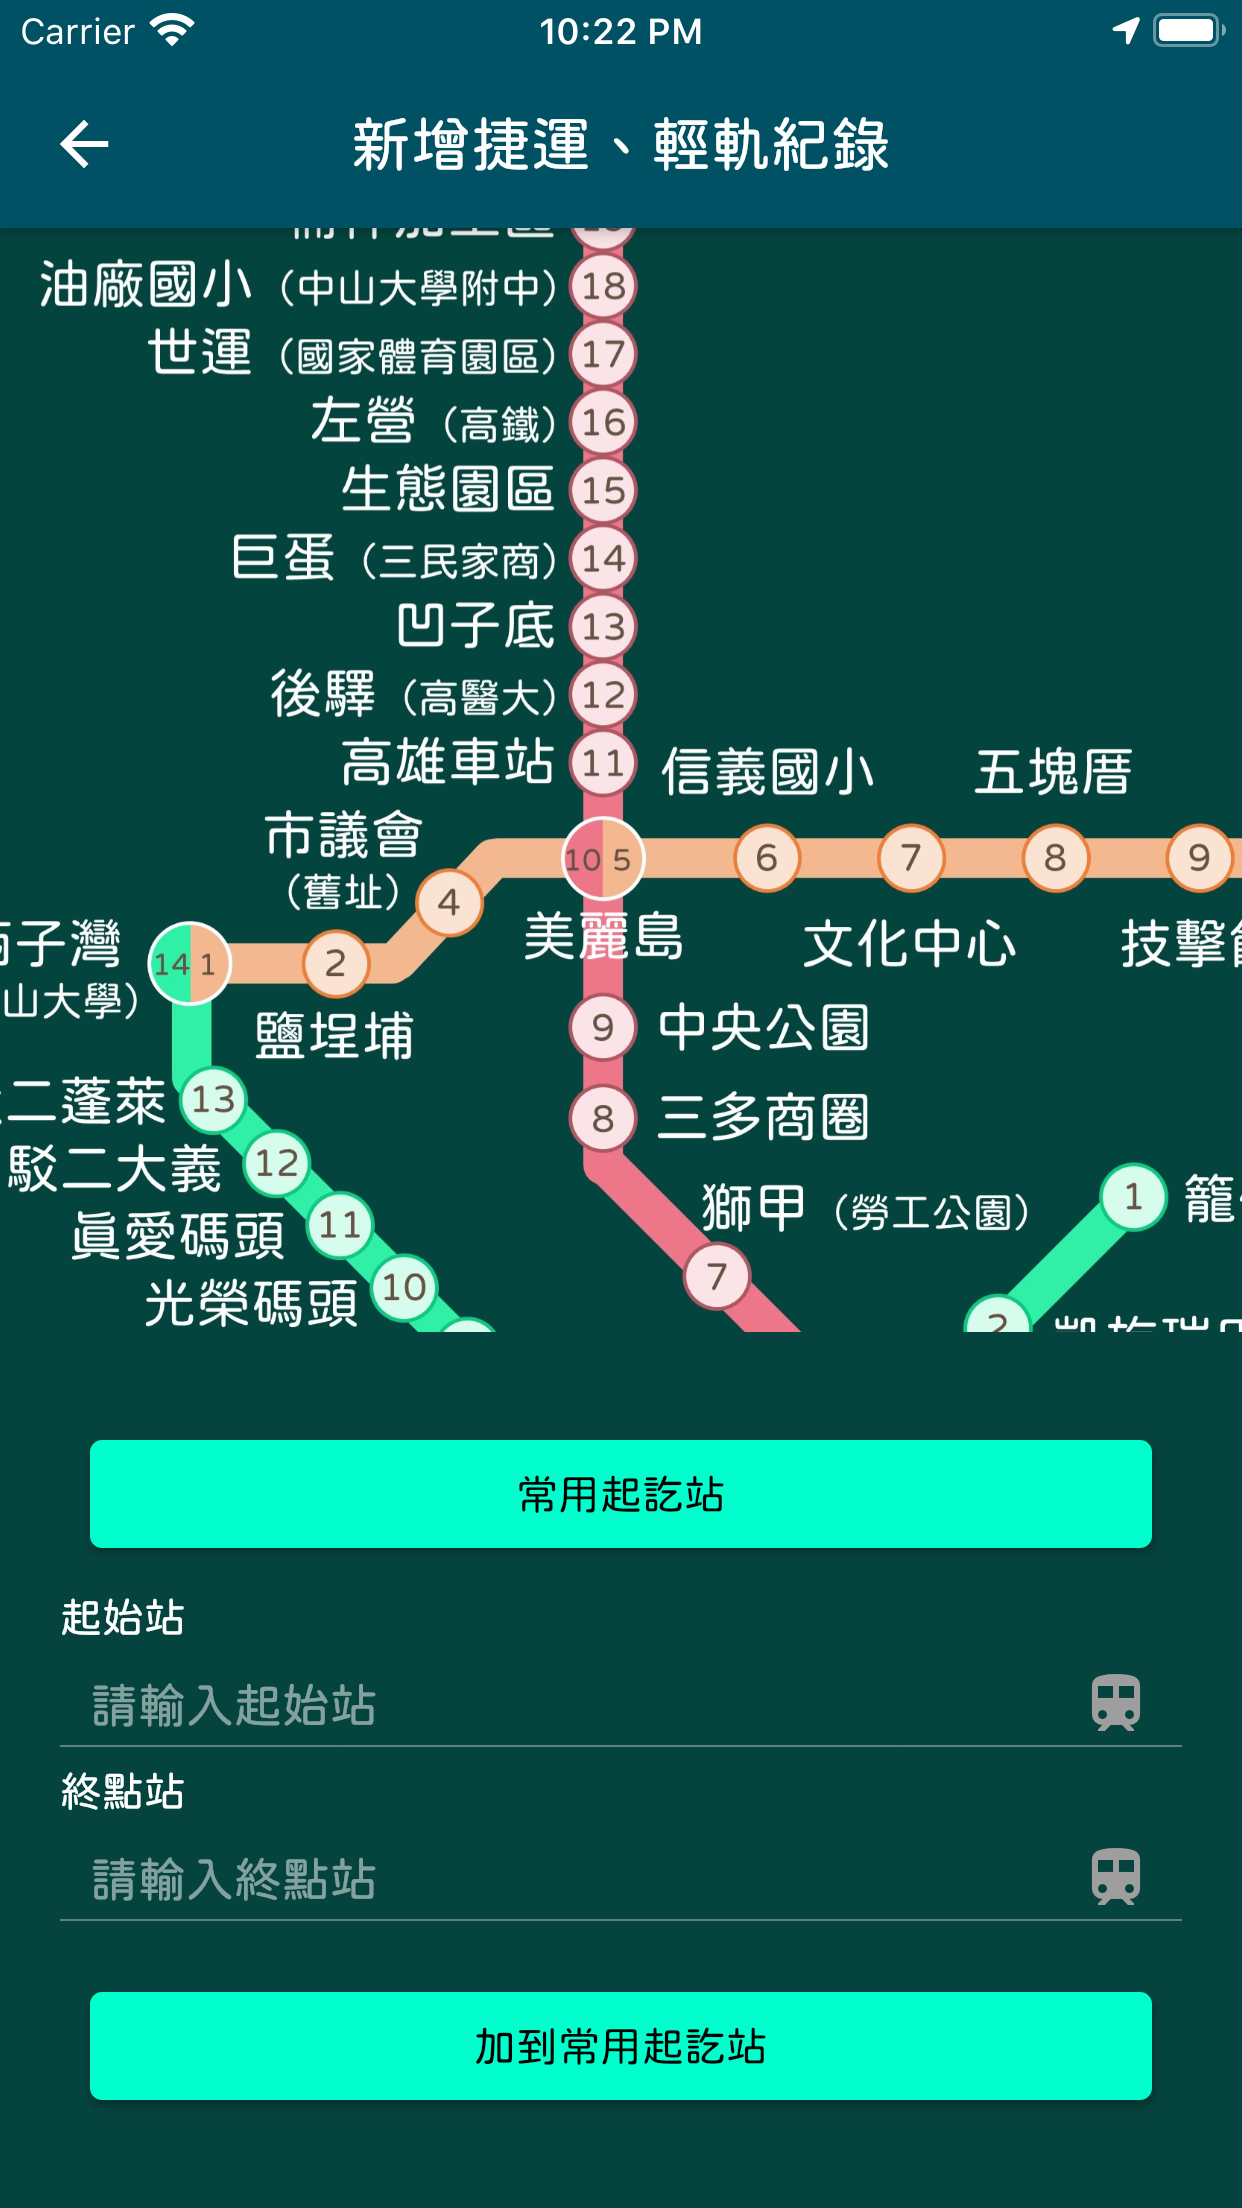 Carrier 10:22 PM
新增捷運、輕軌紀錄
油廠國小（中山大學附中） 18
世運（國家體育園區） 17
左營（高鐵） 16
生態園區 15
巨蛋（三民家商） 14
凹子底 13
後驛（高醫大） 12
高雄車站 11 信義國小 五塊厝
市議會
（舊址） 4
10 5 6 7 8 9
美麗島 文化中心 技擊
子灣 14 1 2
山大學）
鹽埕埔
9 中央公園
8 三多商圈
二蓬萊 13
駁二大義 12
真愛碼頭 11
光榮碼頭 10
獅甲（勞工公園）
7
1 籠
2
常用起訖站
起始站
請輸入起始站
終點站
請輸入終點站
加到常用起訖站